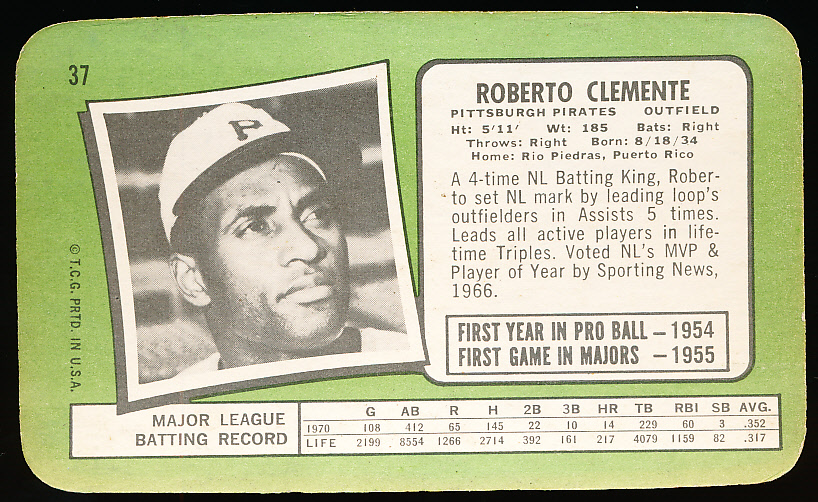 37
P
© T.C.G. PRTD. IN U.S.A.
ROBERTO CLEMENTE
PITTSBURGH PIRATES OUTFIELD
Ht: 5'11' Wt: 185 Bats: Right
Throws: Right Born: 8/18/34
Home: Rio Piedras, Puerto Rico
A 4-time NL Batting King, Rober-
to set NL mark by leading loop's
outfielders in Assists 5 times.
Leads all active players in life-
time Triples. Voted NL's MVP &
Player of Year by Sporting News,
1966.
FIRST YEAR IN PRO BALL — 1954
FIRST GAME IN MAJORS — 1955
MAJOR LEAGUE
BATTING RECORD
G AB R H 2B 3B HR TB RBI SB AVG.
1970 108 412 65 145 22 10 14 229 60 3 .352
LIFE 2199 8554 1266 2714 392 161 217 4079 1159 82 .317